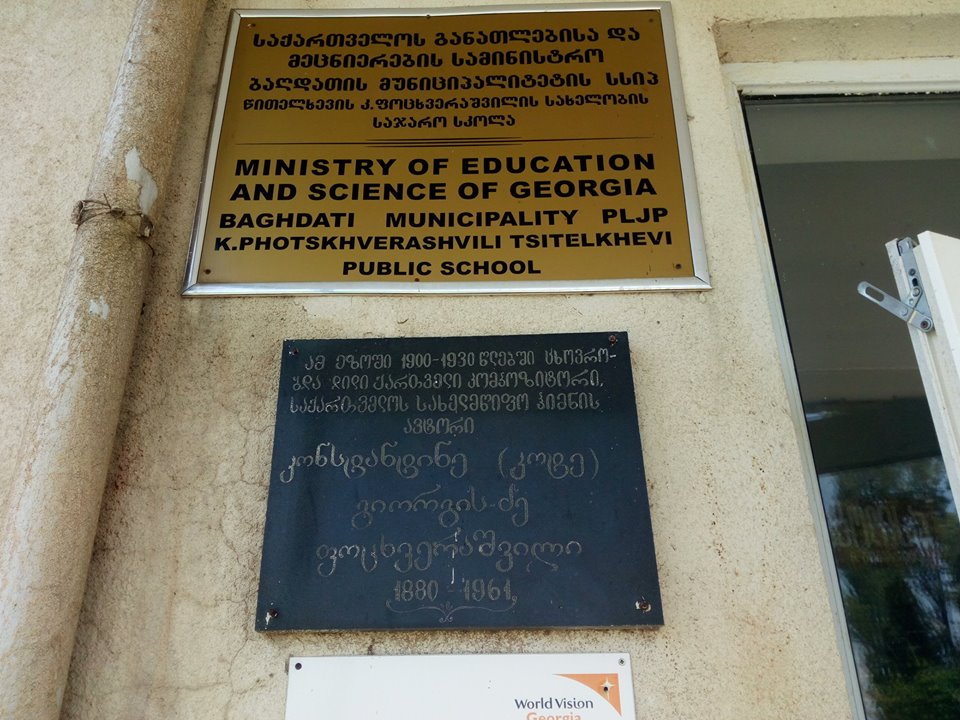 საქართველოს განათლებისა და
მეცნიერების სამინისტრო
ბაღდათის მუნიციპალიტეტის სსიპ
წითელხევის კ.ფოცხვერაშვილის სახელობის
საჯარო სკოლა
MINISTRY OF EDUCATION
AND SCIENCE OF GEORGIA
BAGHDATI MUNICIPALITY PLJP
K.PHOTSKHVERASHVILI TSITELKHEVI
PUBLIC SCHOOL
ამ ეზოში 1900-1930 წლებში ცხოვრო-
ბდა დიდი ქართველი კომპოზიტორი,
საქართველოს სახელმწიფო ჰიმნის
ავტორი
კონსტანტინე (კოტე)
გიორგის-ძე
ფოცხვერაშვილი
1880-1961
World Vision
Georgia